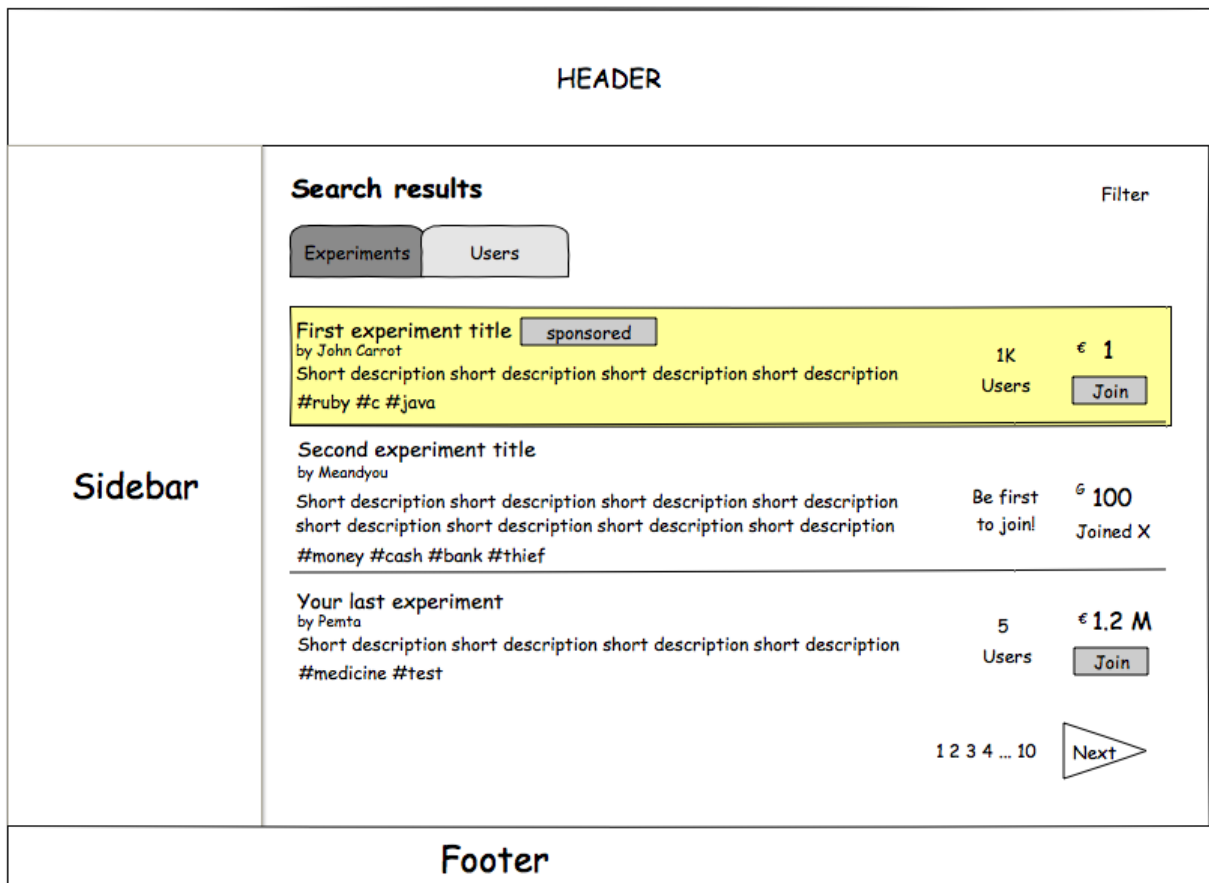 HEADER
Sidebar
Search results
Filter
Experiments
Users
First experiment title
sponsored
by John Carrot
Short description short description short description short description
#ruby #c #java
1K
Users
€ 1
Join
Second experiment title
by Meandyou
Short description short description short description short description
short description short description short description short description
#money #cash #bank #thief
Be first
to join!
G 100
Joined X
Your last experiment
by Pemta
Short description short description short description short description
#medicine #test
5
Users
€ 1.2 M
Join
1 2 3 4 ... 10
Next
Footer